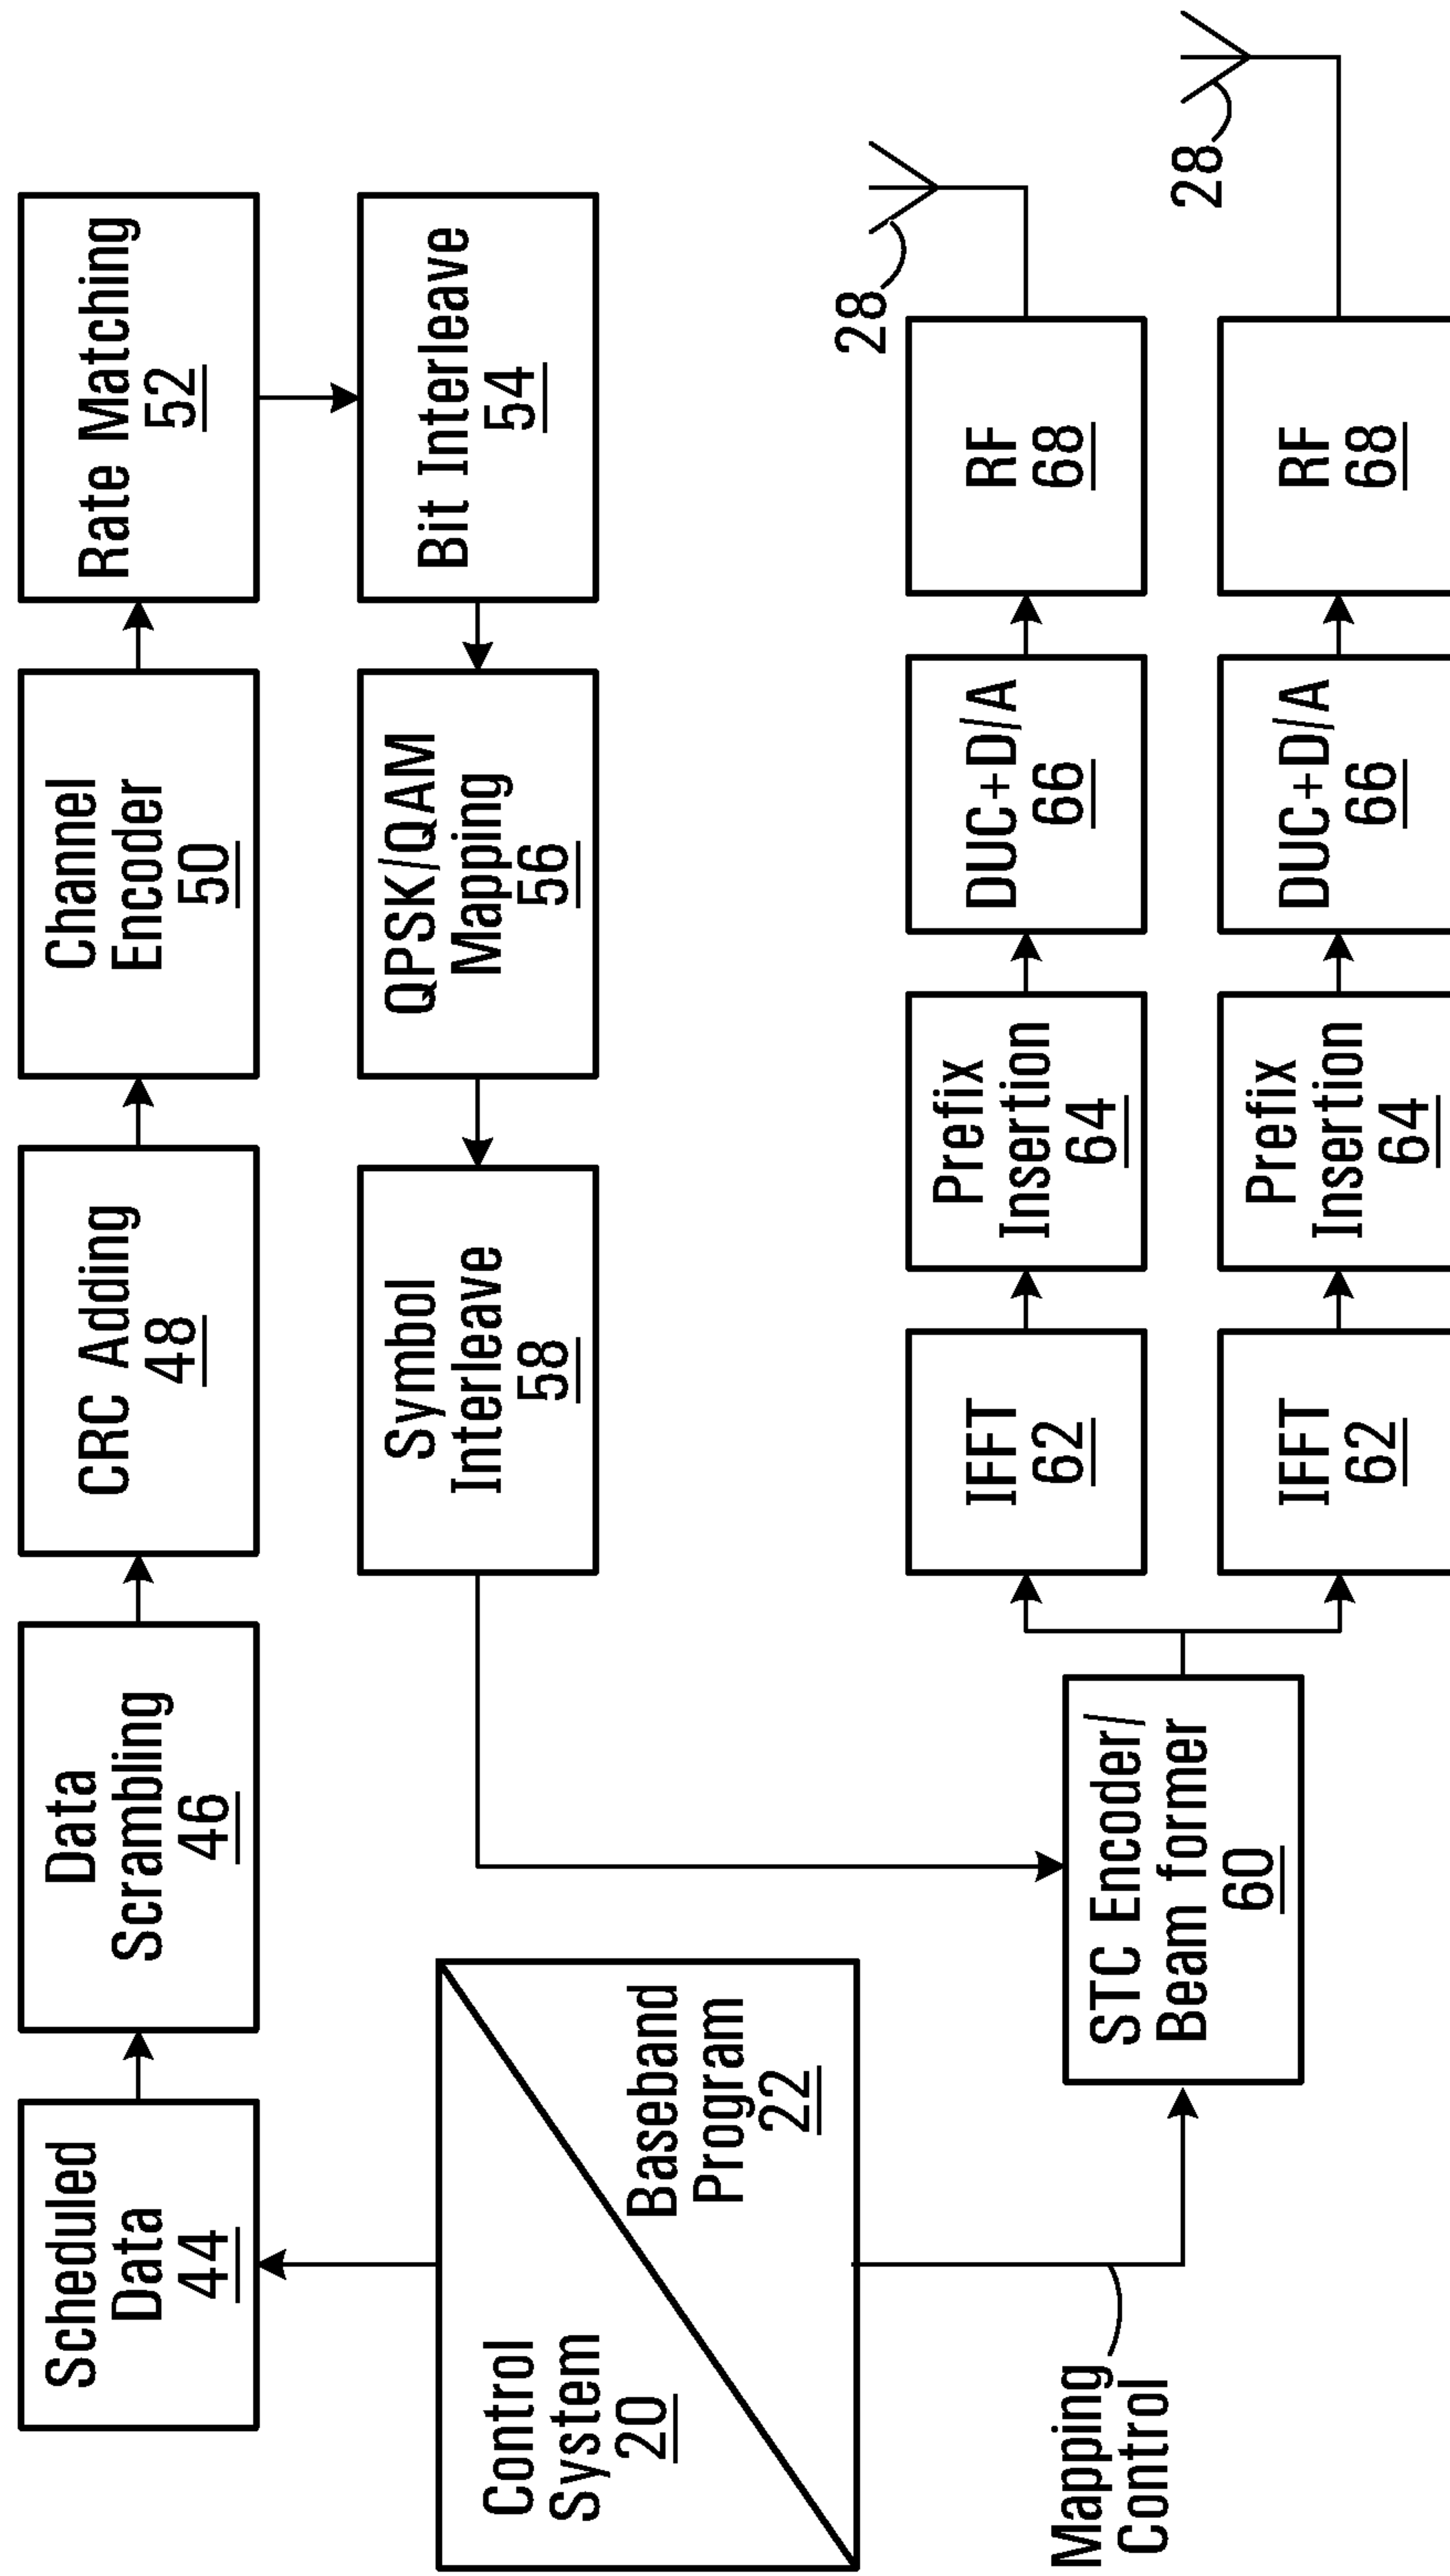 Scheduled
Data
44
Data
Scrambling
46
CRC Adding
48
Channel
Encoder
50
Rate Matching
52
Control
System
20
Baseband
Program
22
Symbol
Interleave
58
QPSK/QAM
Mapping
56
Bit Interleave
54
Mapping
Control
STC Encoder/
Beam former
60
IFFT
62
Prefix
Insertion
64
DUC+D/A
66
RF
68
28
IFFT
62
Prefix
Insertion
64
DUC+D/A
66
RF
68
28